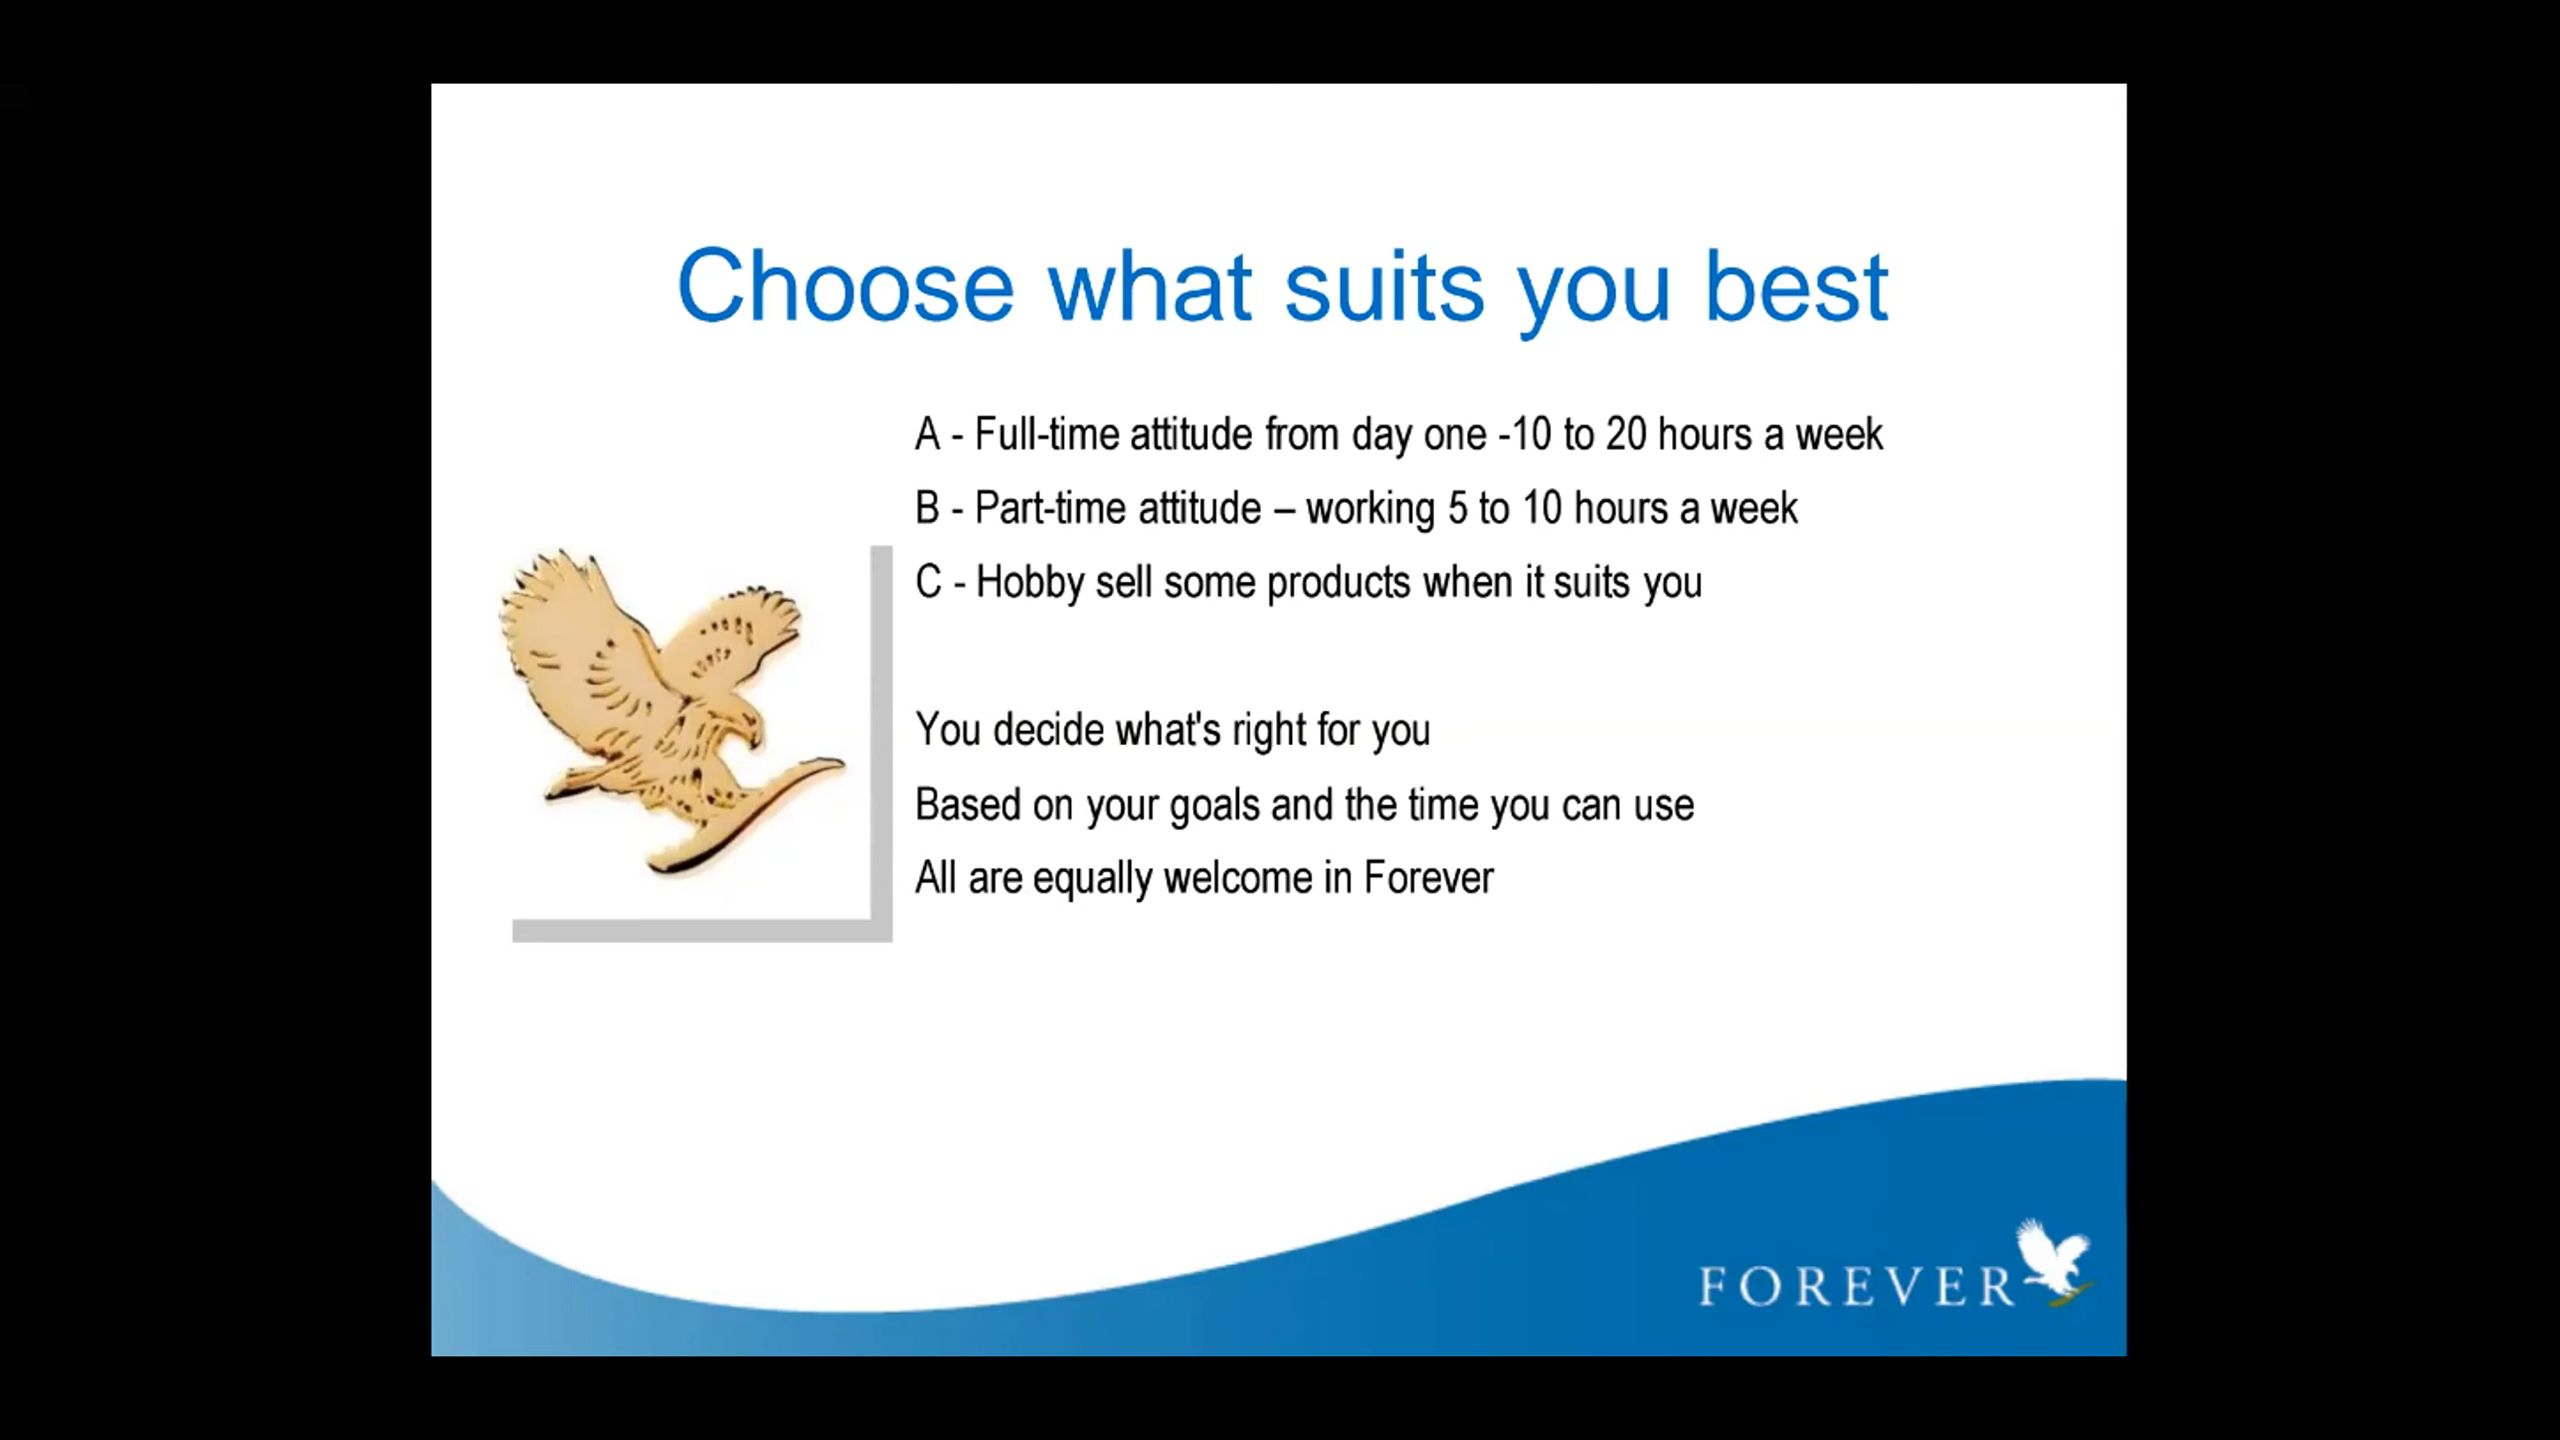 Choose what suits you best
A - Full-time attitude from day one -10 to 20 hours a week
B - Part-time attitude – working 5 to 10 hours a week
C - Hobby sell some products when it suits you
You decide what's right for you
Based on your goals and the time you can use
All are equally welcome in Forever
FOREVER